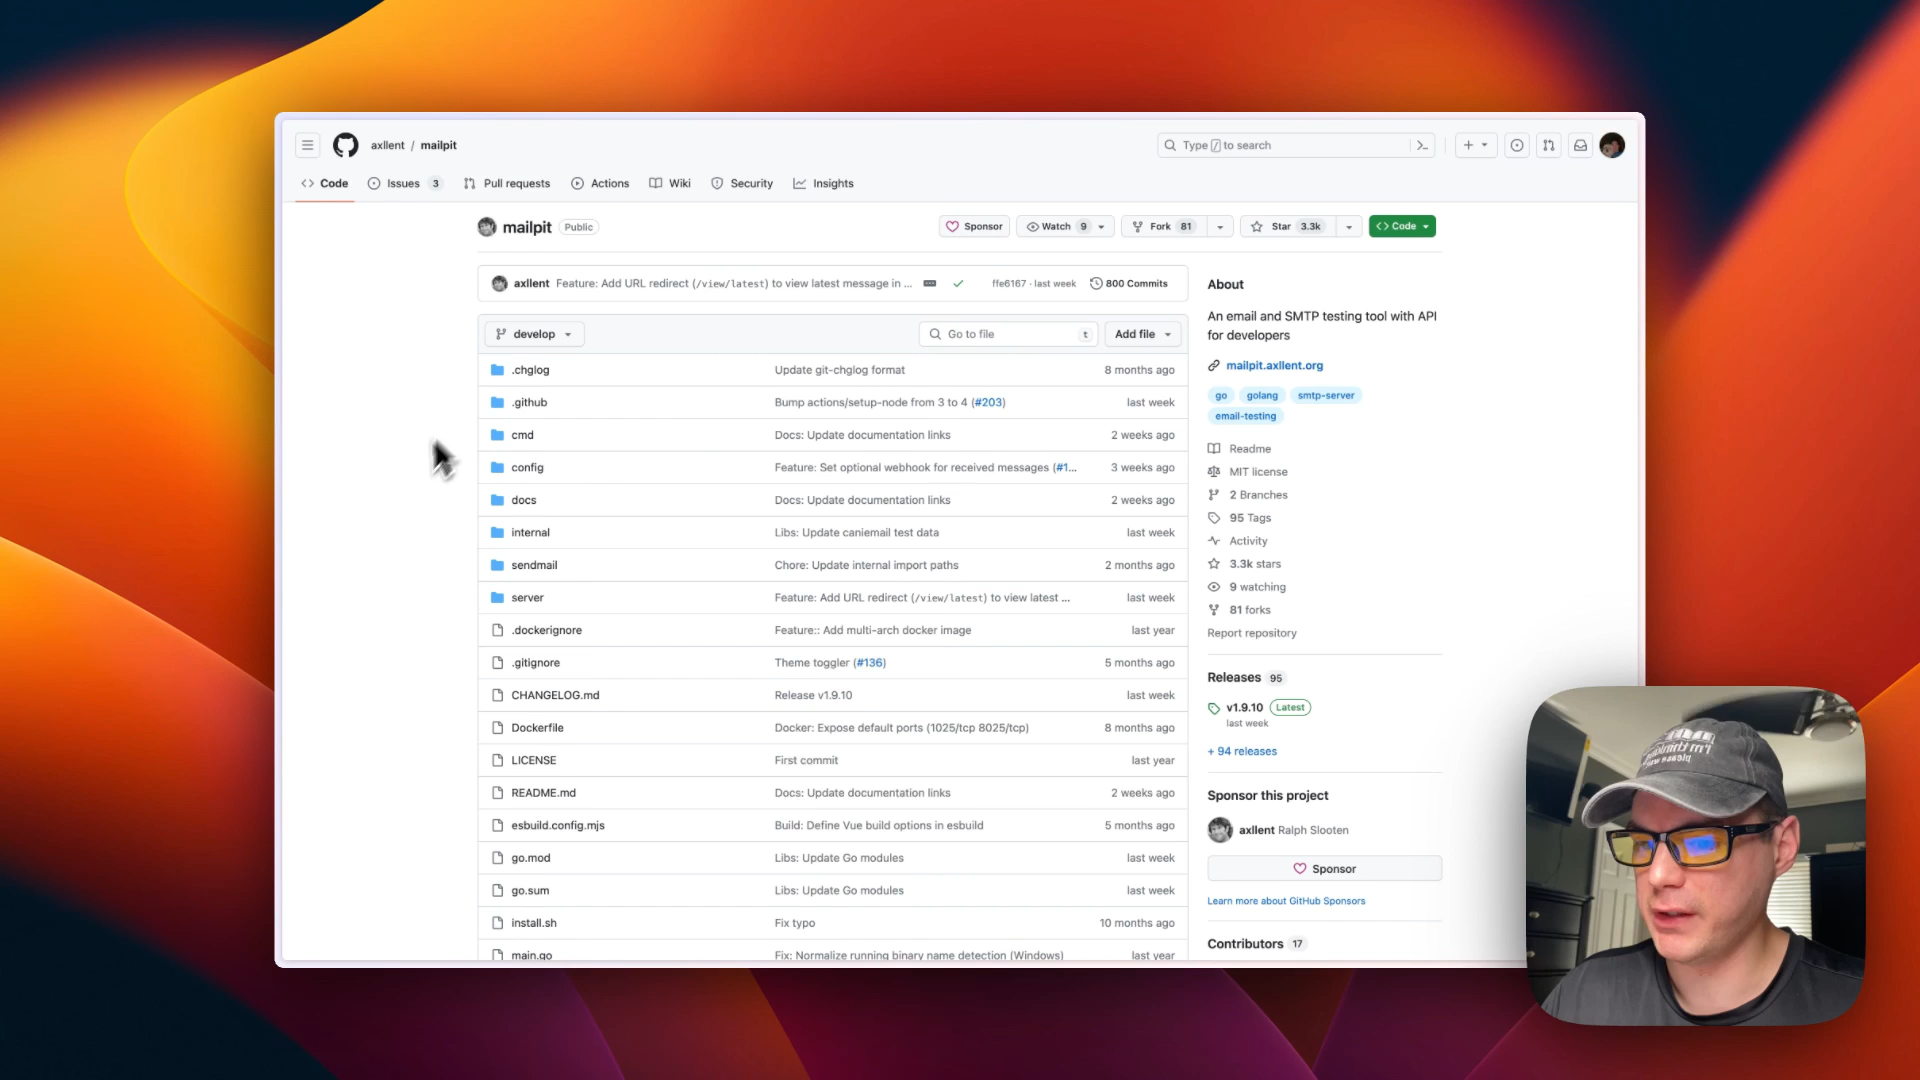 axllent / mailpit
Type / to search
Code
Issues 3
Pull requests
Actions
Wiki
Security
Insights
mailpit Public
Sponsor
Watch 9
Fork 81
Star 3.3k
Code
axllent Feature: Add URL redirect (/view/latest) to view latest message in ... ffe6167 · last week 800 Commits
develop
Go to file t
Add file
.chglog Update git-chglog format 8 months ago
.github Bump actions/setup-node from 3 to 4 (#203) last week
cmd Docs: Update documentation links 2 weeks ago
config Feature: Set optional webhook for received messages (#1... 3 weeks ago
docs Docs: Update documentation links 2 weeks ago
internal Libs: Update caniemail test data last week
sendmail Chore: Update internal import paths 2 months ago
server Feature: Add URL redirect (/view/latest) to view latest ... last week
.dockerignore Feature:: Add multi-arch docker image last year
.gitignore Theme toggler (#136) 5 months ago
CHANGELOG.md Release v1.9.10 last week
Dockerfile Docker: Expose default ports (1025/tcp 8025/tcp) 8 months ago
LICENSE First commit last year
README.md Docs: Update documentation links 2 weeks ago
esbuild.config.mjs Build: Define Vue build options in esbuild 5 months ago
go.mod Libs: Update Go modules last week
go.sum Libs: Update Go modules last week
install.sh Fix typo 10 months ago
main.go Fix: Normalize running binary name detection (Windows) last year
About
An email and SMTP testing tool with API
for developers
mailpit.axllent.org
go golang smtp-server
email-testing
Readme
MIT license
2 Branches
95 Tags
Activity
3.3k stars
9 watching
81 forks
Report repository
Releases 95
v1.9.10 Latest
last week
+ 94 releases
Sponsor this project
axllent Ralph Slooten
Sponsor
Learn more about GitHub Sponsors
Contributors 17